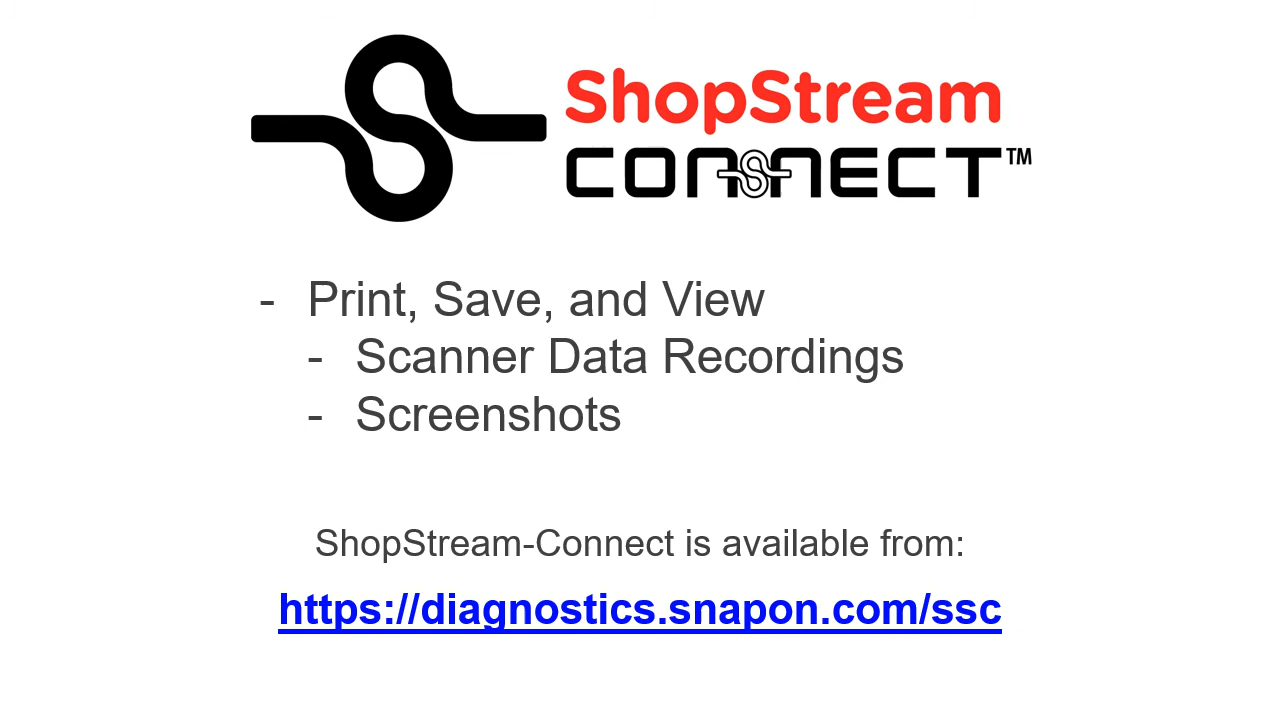 ShopStream
CONNECT™
- Print, Save, and View
- Scanner Data Recordings
- Screenshots
ShopStream-Connect is available from:
https://diagnostics.snapon.com/ssc